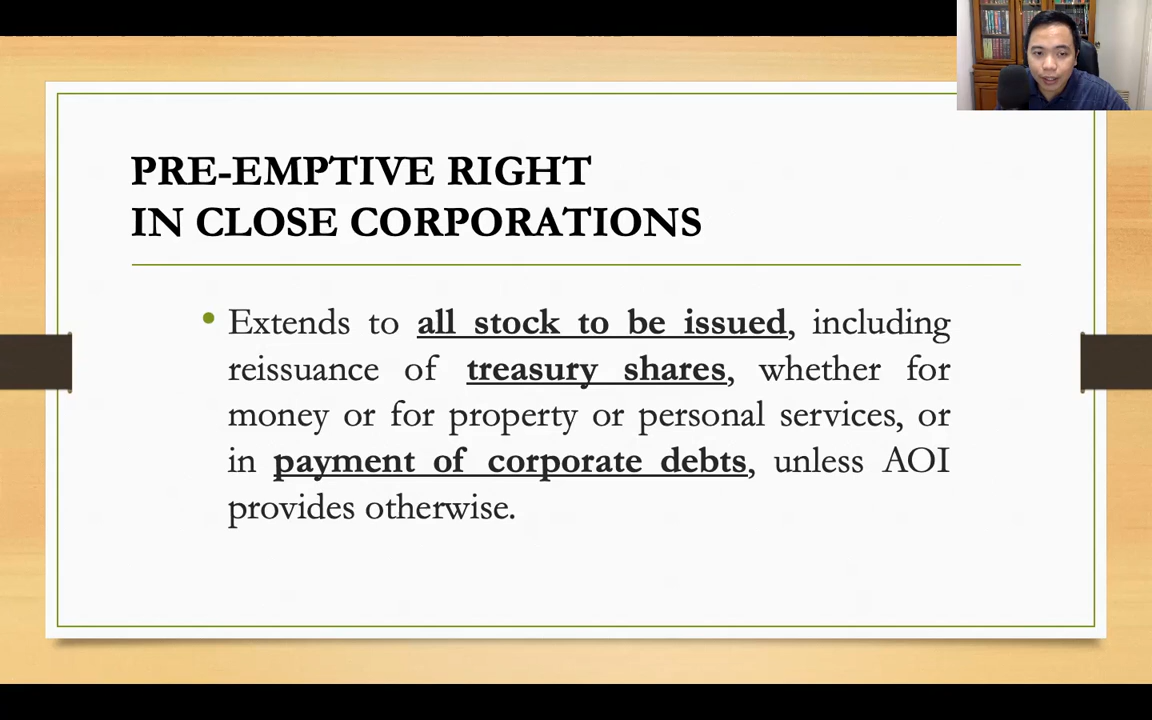 PRE-EMPTIVE RIGHT
IN CLOSE CORPORATIONS
• Extends to all stock to be issued, including
reissuance of treasury shares, whether for
money or for property or personal services, or
in payment of corporate debts, unless AOI
provides otherwise.